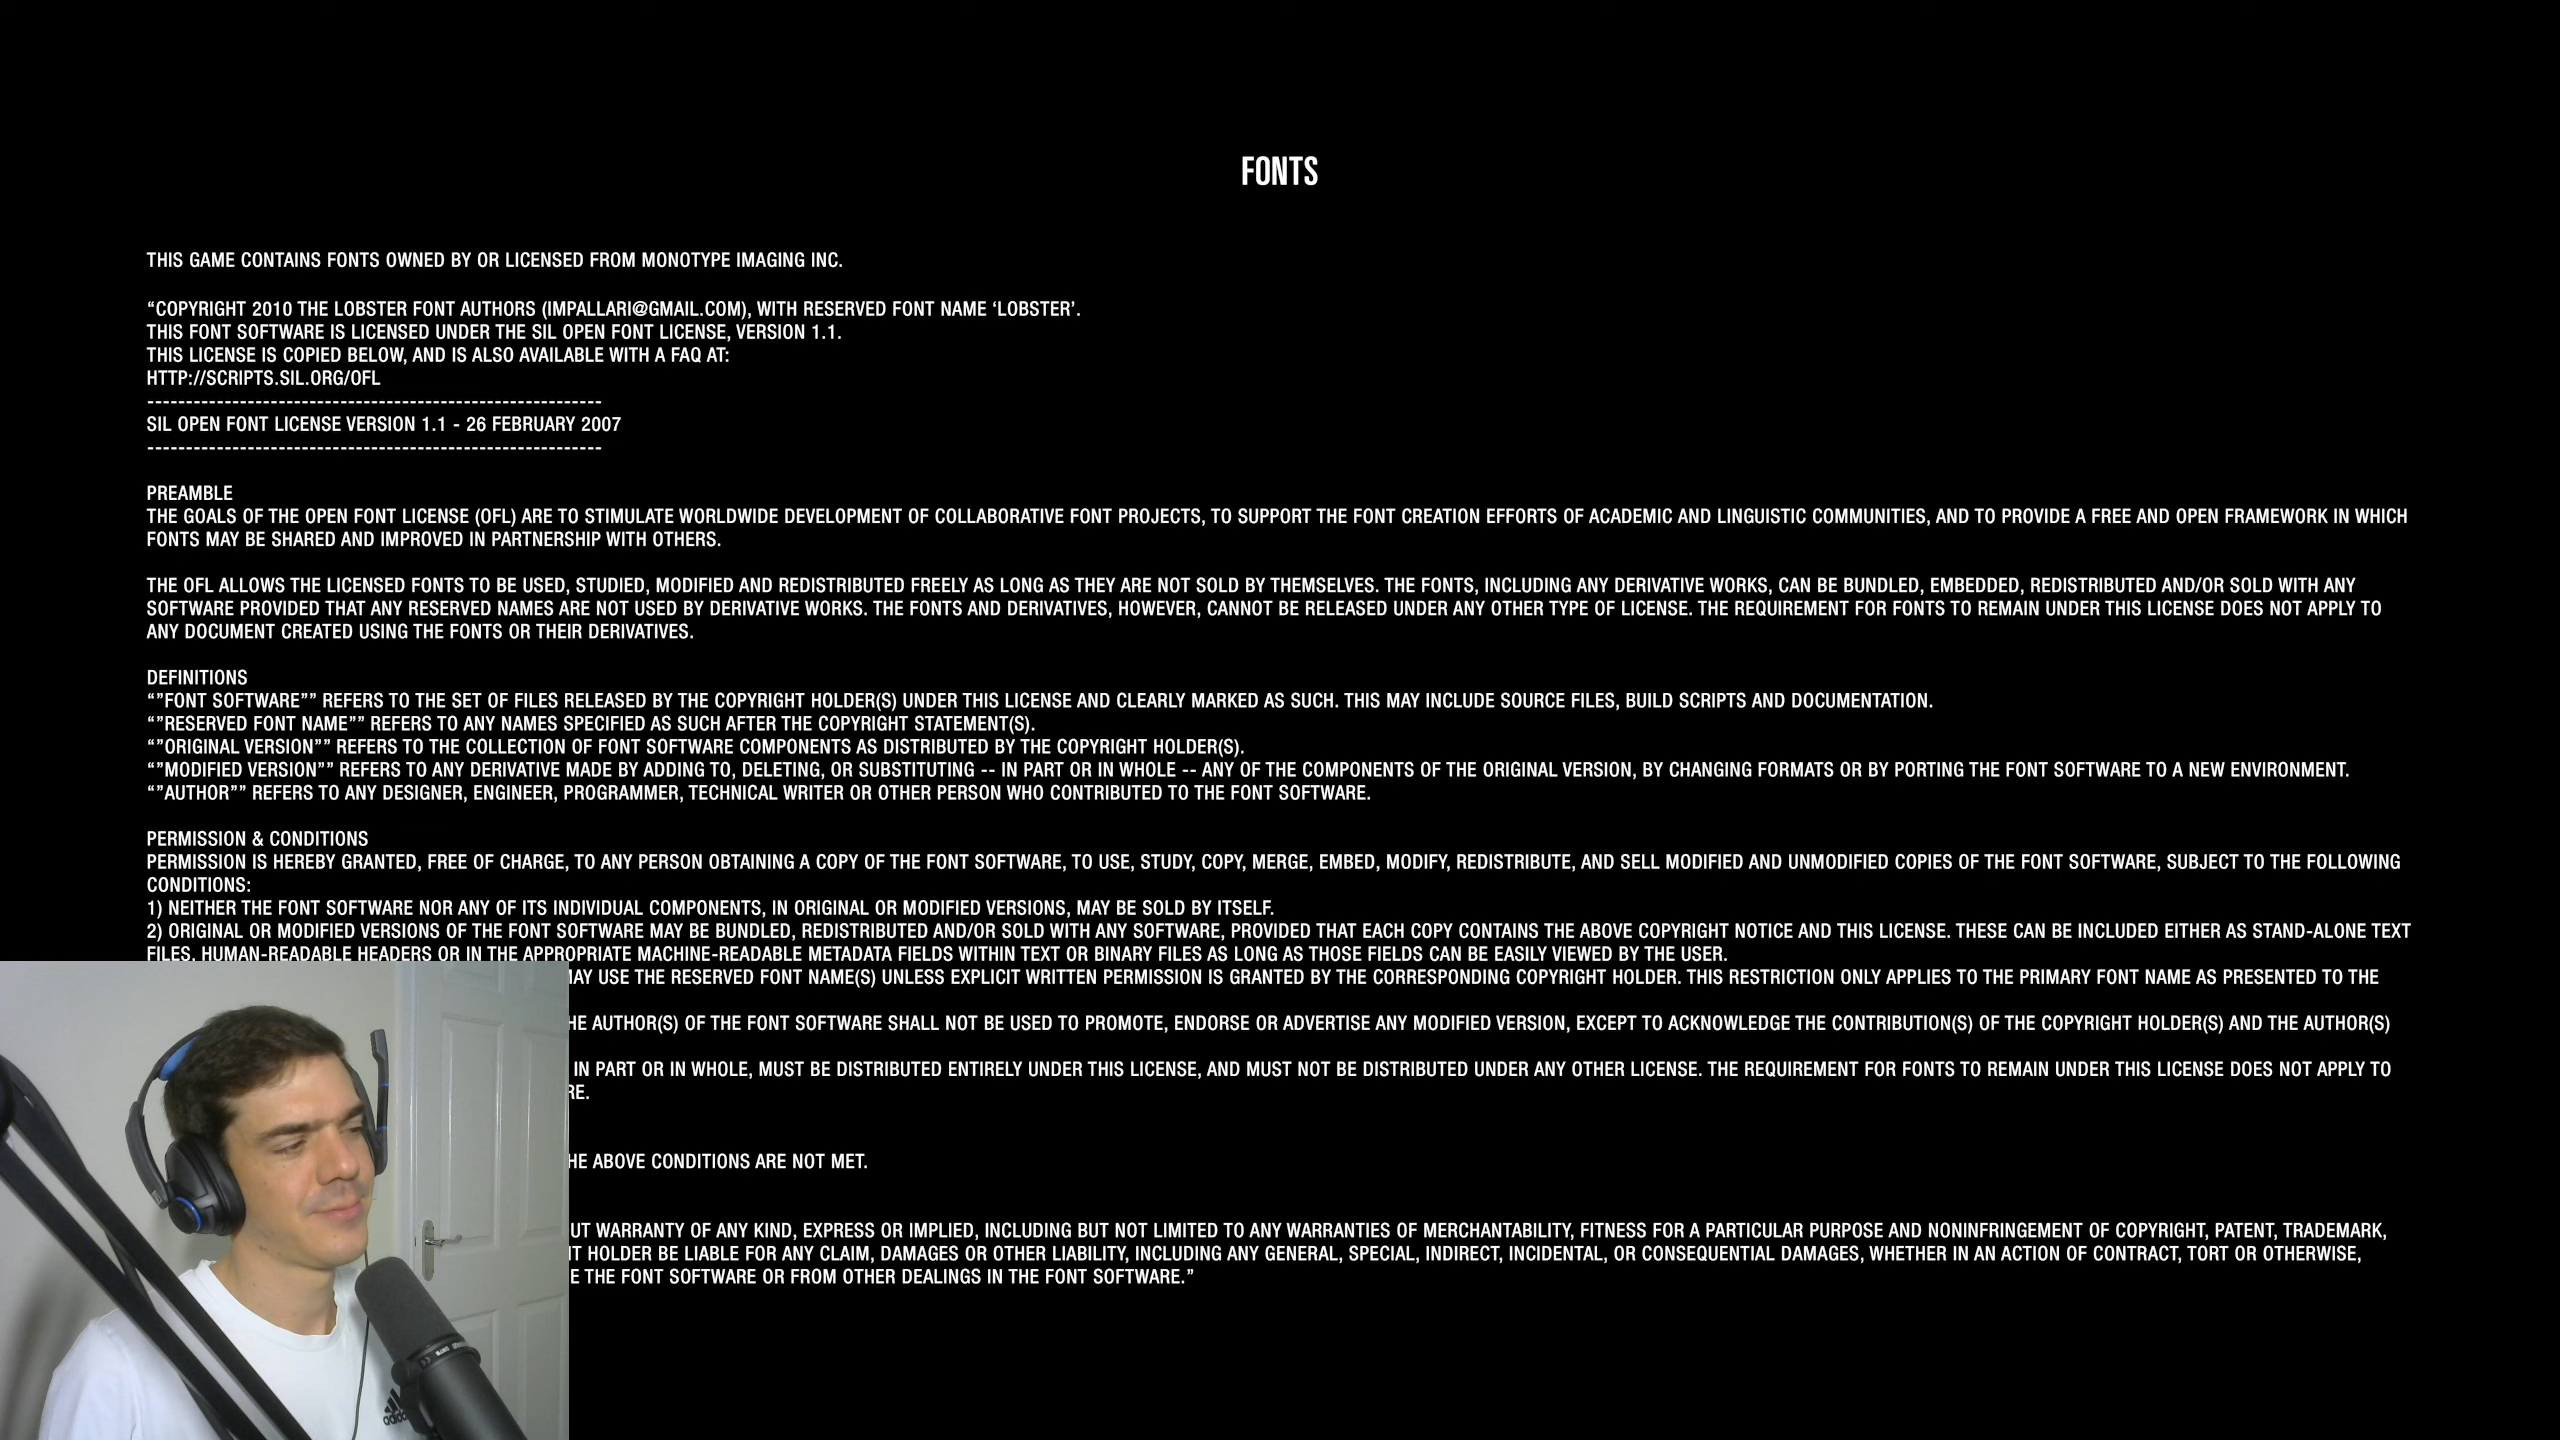 FONTS
THIS GAME CONTAINS FONTS OWNED BY OR LICENSED FROM MONOTYPE IMAGING INC.
“COPYRIGHT 2010 THE LOBSTER FONT AUTHORS (IMPALLARI@GMAIL.COM), WITH RESERVED FONT NAME ‘LOBSTER’.
THIS FONT SOFTWARE IS LICENSED UNDER THE SIL OPEN FONT LICENSE, VERSION 1.1.
THIS LICENSE IS COPIED BELOW, AND IS ALSO AVAILABLE WITH A FAQ AT:
HTTP://SCRIPTS.SIL.ORG/OFL
-----------------------------------------------------------
SIL OPEN FONT LICENSE VERSION 1.1 - 26 FEBRUARY 2007
-----------------------------------------------------------
PREAMBLE
THE GOALS OF THE OPEN FONT LICENSE (OFL) ARE TO STIMULATE WORLDWIDE DEVELOPMENT OF COLLABORATIVE FONT PROJECTS, TO SUPPORT THE FONT CREATION EFFORTS OF ACADEMIC AND LINGUISTIC COMMUNITIES, AND TO PROVIDE A FREE AND OPEN FRAMEWORK IN WHICH
FONTS MAY BE SHARED AND IMPROVED IN PARTNERSHIP WITH OTHERS.
THE OFL ALLOWS THE LICENSED FONTS TO BE USED, STUDIED, MODIFIED AND REDISTRIBUTED FREELY AS LONG AS THEY ARE NOT SOLD BY THEMSELVES. THE FONTS, INCLUDING ANY DERIVATIVE WORKS, CAN BE BUNDLED, EMBEDDED, REDISTRIBUTED AND/OR SOLD WITH ANY
SOFTWARE PROVIDED THAT ANY RESERVED NAMES ARE NOT USED BY DERIVATIVE WORKS. THE FONTS AND DERIVATIVES, HOWEVER, CANNOT BE RELEASED UNDER ANY OTHER TYPE OF LICENSE. THE REQUIREMENT FOR FONTS TO REMAIN UNDER THIS LICENSE DOES NOT APPLY TO
ANY DOCUMENT CREATED USING THE FONTS OR THEIR DERIVATIVES.
DEFINITIONS
“”FONT SOFTWARE”” REFERS TO THE SET OF FILES RELEASED BY THE COPYRIGHT HOLDER(S) UNDER THIS LICENSE AND CLEARLY MARKED AS SUCH. THIS MAY INCLUDE SOURCE FILES, BUILD SCRIPTS AND DOCUMENTATION.
“”RESERVED FONT NAME”” REFERS TO ANY NAMES SPECIFIED AS SUCH AFTER THE COPYRIGHT STATEMENT(S).
“”ORIGINAL VERSION”” REFERS TO THE COLLECTION OF FONT SOFTWARE COMPONENTS AS DISTRIBUTED BY THE COPYRIGHT HOLDER(S).
“”MODIFIED VERSION”” REFERS TO ANY DERIVATIVE MADE BY ADDING TO, DELETING, OR SUBSTITUTING -- IN PART OR IN WHOLE -- ANY OF THE COMPONENTS OF THE ORIGINAL VERSION, BY CHANGING FORMATS OR BY PORTING THE FONT SOFTWARE TO A NEW ENVIRONMENT.
“”AUTHOR”” REFERS TO ANY DESIGNER, ENGINEER, PROGRAMMER, TECHNICAL WRITER OR OTHER PERSON WHO CONTRIBUTED TO THE FONT SOFTWARE.
PERMISSION & CONDITIONS
PERMISSION IS HEREBY GRANTED, FREE OF CHARGE, TO ANY PERSON OBTAINING A COPY OF THE FONT SOFTWARE, TO USE, STUDY, COPY, MERGE, EMBED, MODIFY, REDISTRIBUTE, AND SELL MODIFIED AND UNMODIFIED COPIES OF THE FONT SOFTWARE, SUBJECT TO THE FOLLOWING
CONDITIONS:
1) NEITHER THE FONT SOFTWARE NOR ANY OF ITS INDIVIDUAL COMPONENTS, IN ORIGINAL OR MODIFIED VERSIONS, MAY BE SOLD BY ITSELF.
2) ORIGINAL OR MODIFIED VERSIONS OF THE FONT SOFTWARE MAY BE BUNDLED, REDISTRIBUTED AND/OR SOLD WITH ANY SOFTWARE, PROVIDED THAT EACH COPY CONTAINS THE ABOVE COPYRIGHT NOTICE AND THIS LICENSE. THESE CAN BE INCLUDED EITHER AS STAND-ALONE TEXT
FILES, HUMAN-READABLE HEADERS OR IN THE APPROPRIATE MACHINE-READABLE METADATA FIELDS WITHIN TEXT OR BINARY FILES AS LONG AS THOSE FIELDS CAN BE EASILY VIEWED BY THE USER.
MAY USE THE RESERVED FONT NAME(S) UNLESS EXPLICIT WRITTEN PERMISSION IS GRANTED BY THE CORRESPONDING COPYRIGHT HOLDER. THIS RESTRICTION ONLY APPLIES TO THE PRIMARY FONT NAME AS PRESENTED TO THE
HE AUTHOR(S) OF THE FONT SOFTWARE SHALL NOT BE USED TO PROMOTE, ENDORSE OR ADVERTISE ANY MODIFIED VERSION, EXCEPT TO ACKNOWLEDGE THE CONTRIBUTION(S) OF THE COPYRIGHT HOLDER(S) AND THE AUTHOR(S)
IN PART OR IN WHOLE, MUST BE DISTRIBUTED ENTIRELY UNDER THIS LICENSE, AND MUST NOT BE DISTRIBUTED UNDER ANY OTHER LICENSE. THE REQUIREMENT FOR FONTS TO REMAIN UNDER THIS LICENSE DOES NOT APPLY TO
RE.
HE ABOVE CONDITIONS ARE NOT MET.
UT WARRANTY OF ANY KIND, EXPRESS OR IMPLIED, INCLUDING BUT NOT LIMITED TO ANY WARRANTIES OF MERCHANTABILITY, FITNESS FOR A PARTICULAR PURPOSE AND NONINFRINGEMENT OF COPYRIGHT, PATENT, TRADEMARK,
T HOLDER BE LIABLE FOR ANY CLAIM, DAMAGES OR OTHER LIABILITY, INCLUDING ANY GENERAL, SPECIAL, INDIRECT, INCIDENTAL, OR CONSEQUENTIAL DAMAGES, WHETHER IN AN ACTION OF CONTRACT, TORT OR OTHERWISE,
E THE FONT SOFTWARE OR FROM OTHER DEALINGS IN THE FONT SOFTWARE.”